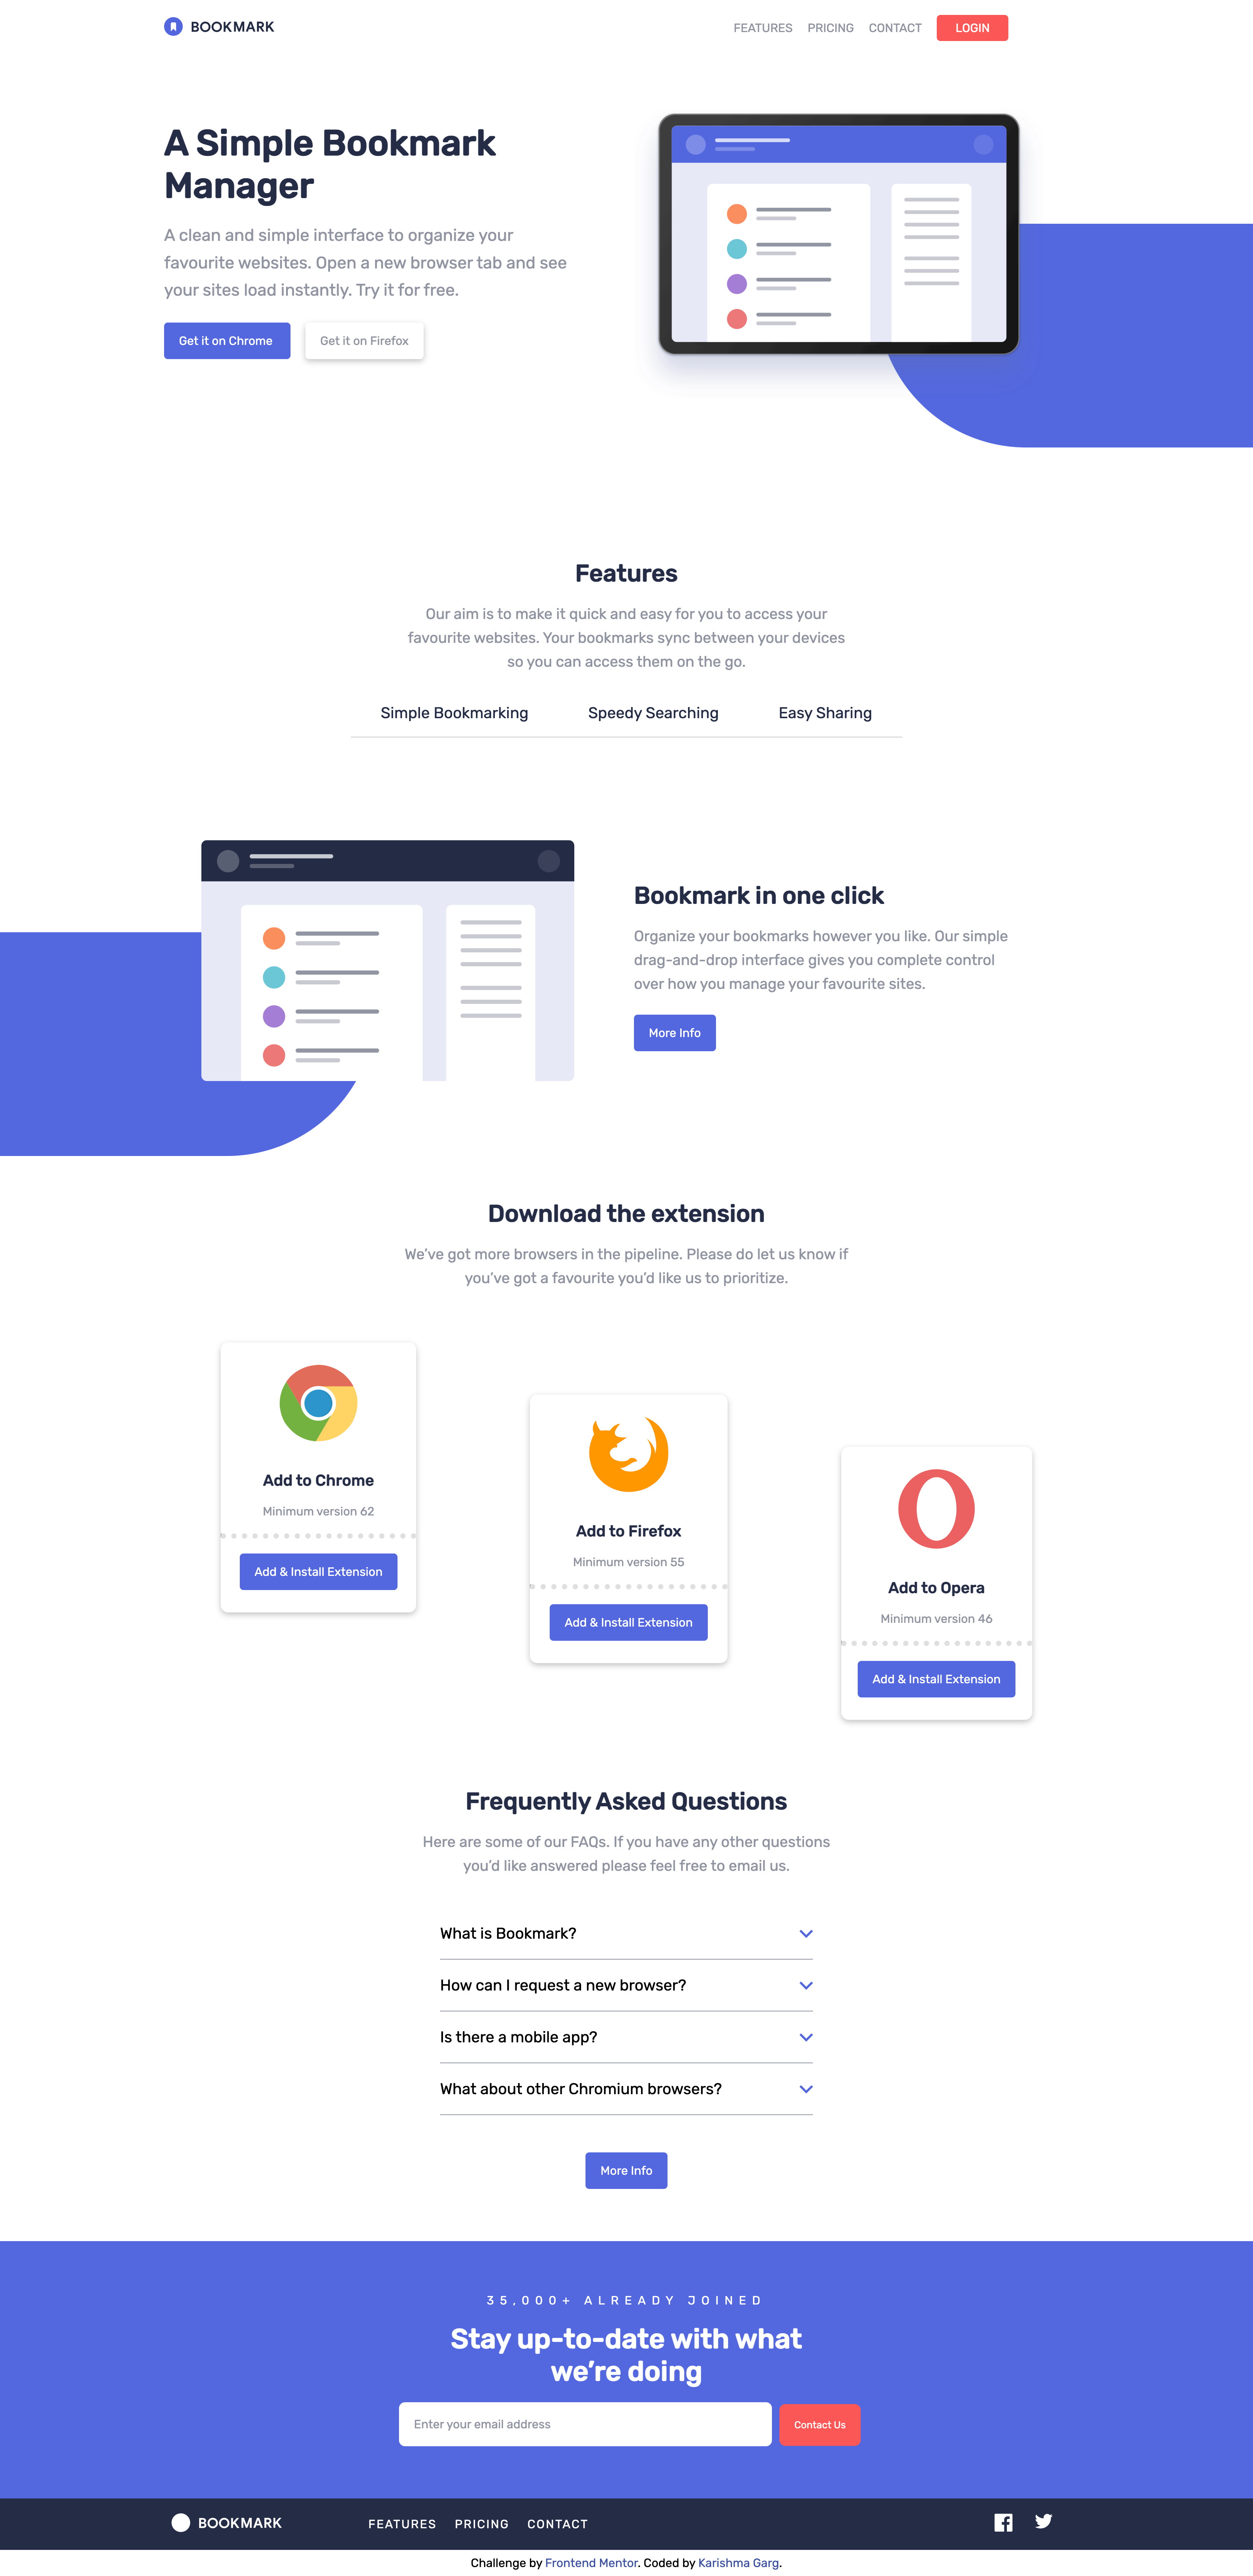 BOOKMARK
FEATURES PRICING CONTACT LOGIN
A Simple Bookmark
Manager
A clean and simple interface to organize your
favourite websites. Open a new browser tab and see
your sites load instantly. Try it for free.
Get it on Chrome Get it on Firefox
Features
Our aim is to make it quick and easy for you to access your
favourite websites. Your bookmarks sync between your devices
so you can access them on the go.
Simple Bookmarking Speedy Searching Easy Sharing
Bookmark in one click
Organize your bookmarks however you like. Our simple
drag-and-drop interface gives you complete control
over how you manage your favourite sites.
More Info
Download the extension
We’ve got more browsers in the pipeline. Please do let us know if
you’ve got a favourite you’d like us to prioritize.
Add to Chrome
Minimum version 62
Add & Install Extension
Add to Firefox
Minimum version 55
Add & Install Extension
Add to Opera
Minimum version 46
Add & Install Extension
Frequently Asked Questions
Here are some of our FAQs. If you have any other questions
you’d like answered please feel free to email us.
What is Bookmark?
How can I request a new browser?
Is there a mobile app?
What about other Chromium browsers?
More Info
35,000+ ALREADY JOINED
Stay up-to-date with what
we’re doing
Enter your email address Contact Us
BOOKMARK FEATURES PRICING CONTACT
Challenge by Frontend Mentor. Coded by Karishma Garg.